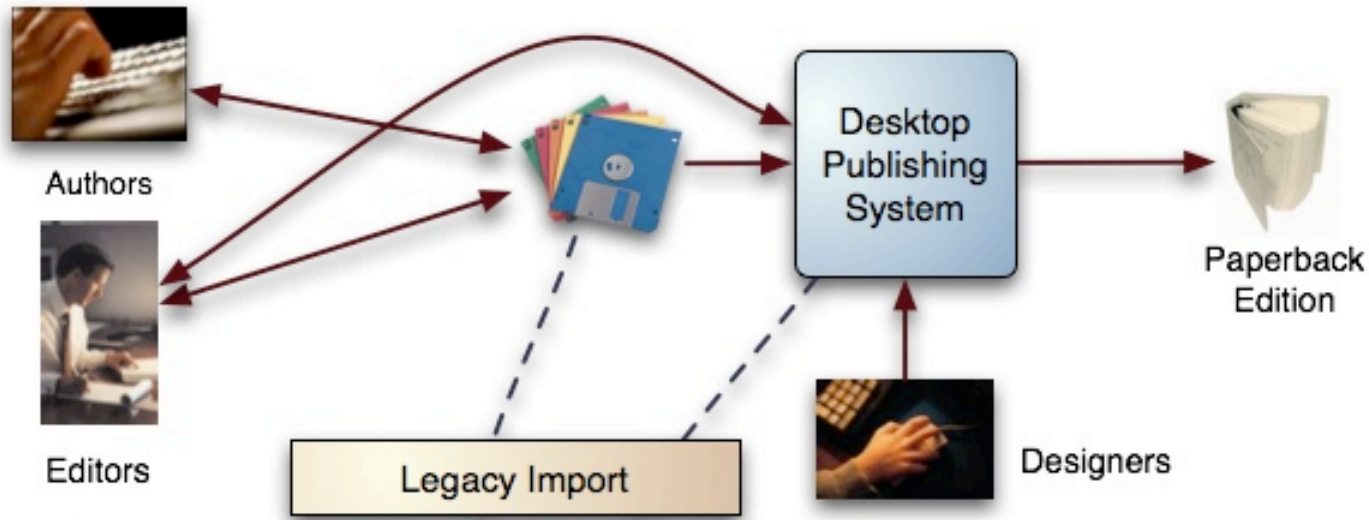 Authors
Editors
Desktop
Publishing
System
Paperback
Edition
Legacy Import
Designers